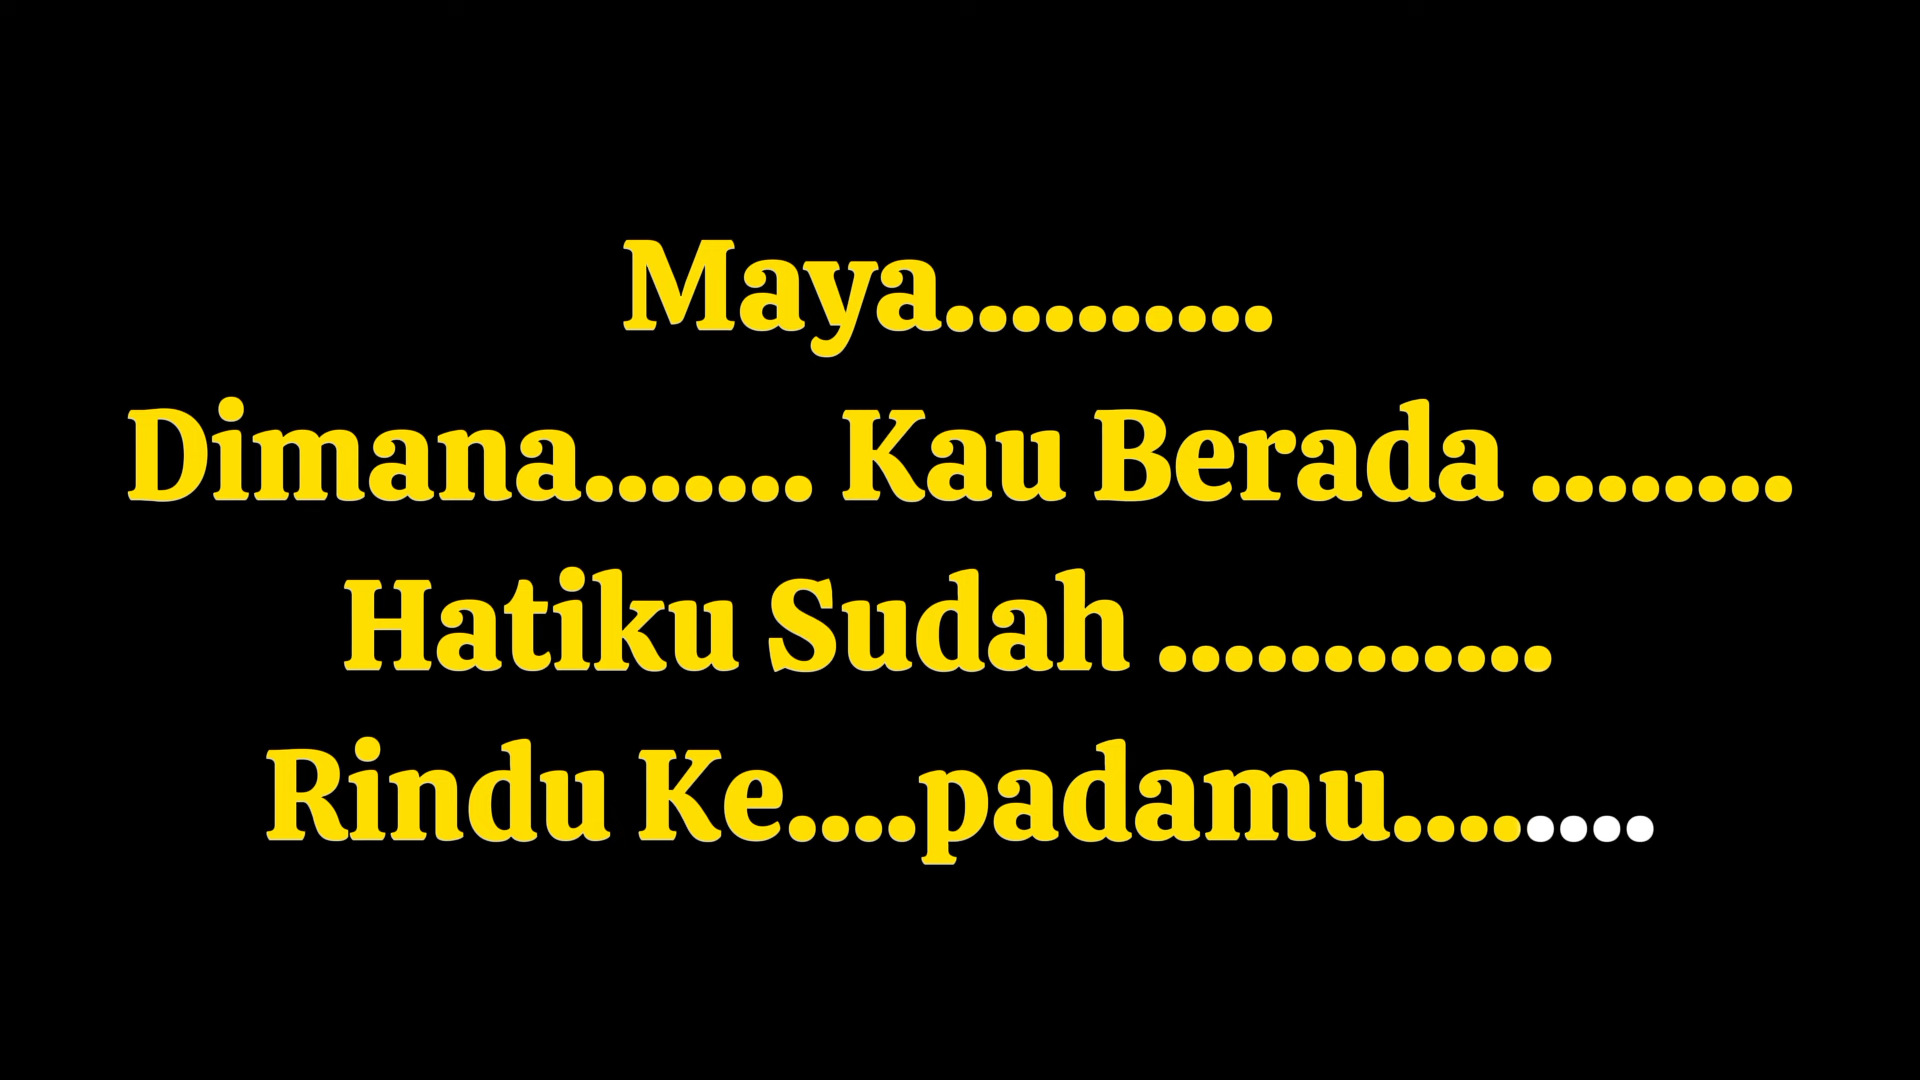 Maya..........
Dimana....... Kau Berada ........
Hatiku Sudah ............
Rindu Ke....padamu........